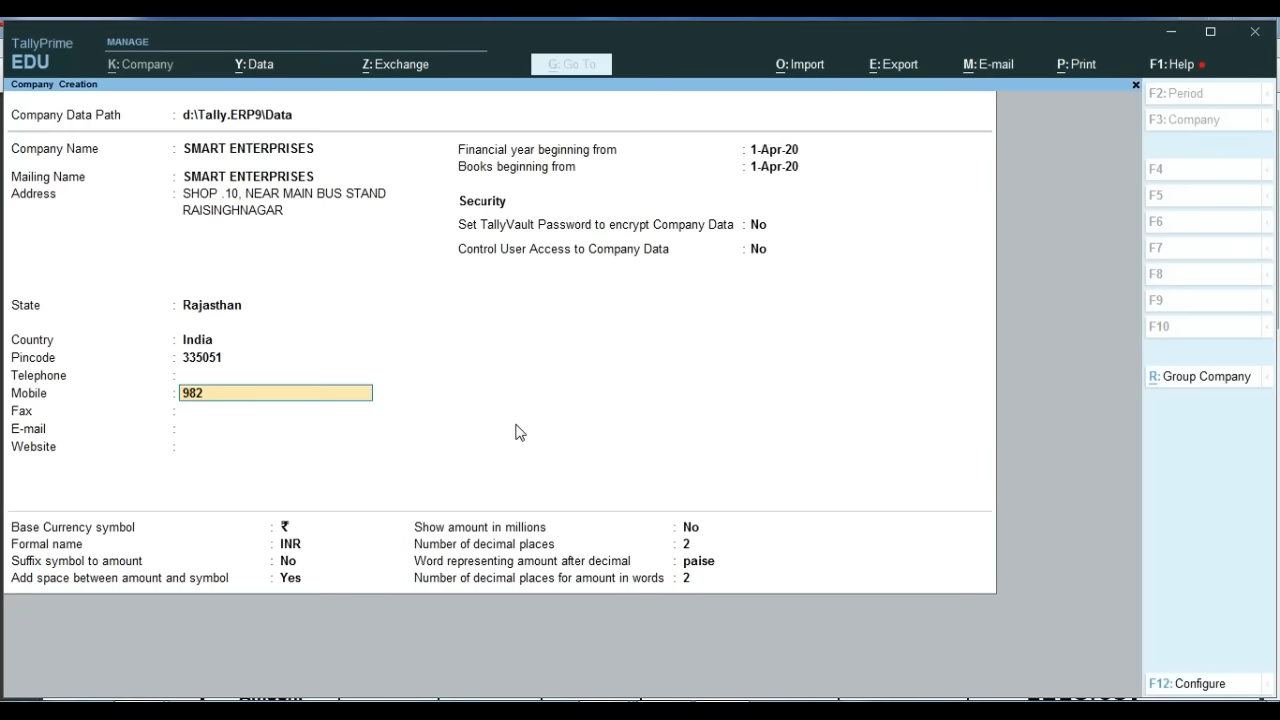 TallyPrime
EDU
MANAGE
K: Company
Y: Data
Z: Exchange
G: Go To
O: Import
E: Export
M: E-mail
P: Print
F1: Help
Company Creation
Company Data Path : d:\Tally.ERP9\Data
Company Name : SMART ENTERPRISES
Mailing Name : SMART ENTERPRISES
Address : SHOP .10, NEAR MAIN BUS STAND
RAISINGHNAGAR
State : Rajasthan
Country : India
Pincode : 335051
Telephone :
Mobile : 982
Fax :
E-mail :
Website :
Financial year beginning from : 1-Apr-20
Books beginning from : 1-Apr-20
Security
Set TallyVault Password to encrypt Company Data : No
Control User Access to Company Data : No
Base Currency symbol : ₹
Formal name : INR
Suffix symbol to amount : No
Add space between amount and symbol : Yes
Show amount in millions : No
Number of decimal places : 2
Word representing amount after decimal : paise
Number of decimal places for amount in words : 2
F2: Period
F3: Company
F4
F5
F6
F7
F8
F9
F10
R: Group Company
F12: Configure